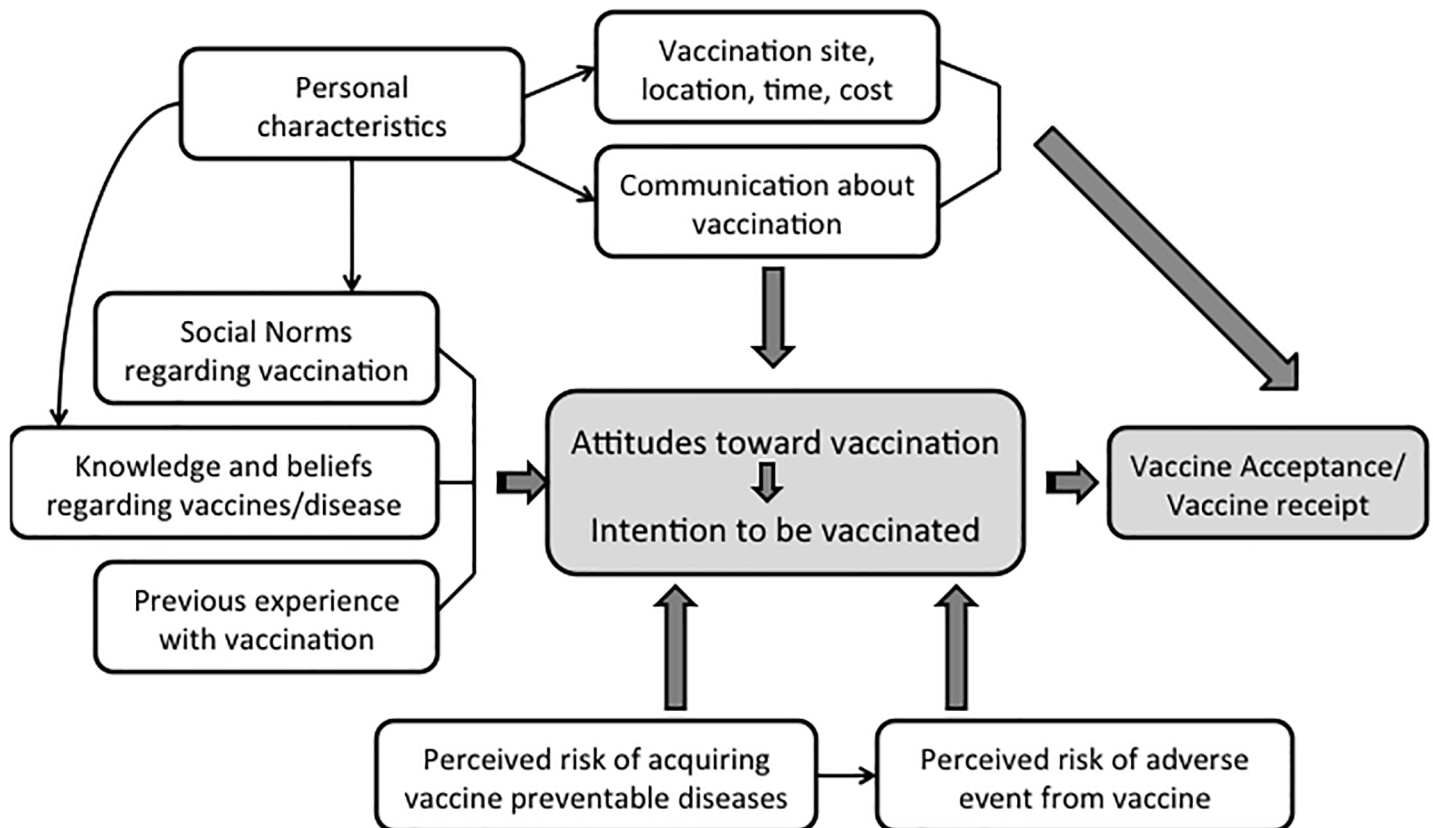 Personal
characteristics
Vaccination site,
location, time, cost
Communication about
vaccination
Social Norms
regarding vaccination
Knowledge and beliefs
regarding vaccines/disease
Previous experience
with vaccination
Attitudes toward vaccination
Intention to be vaccinated
Vaccine Acceptance/
Vaccine receipt
Perceived risk of acquiring
vaccine preventable diseases
Perceived risk of adverse
event from vaccine